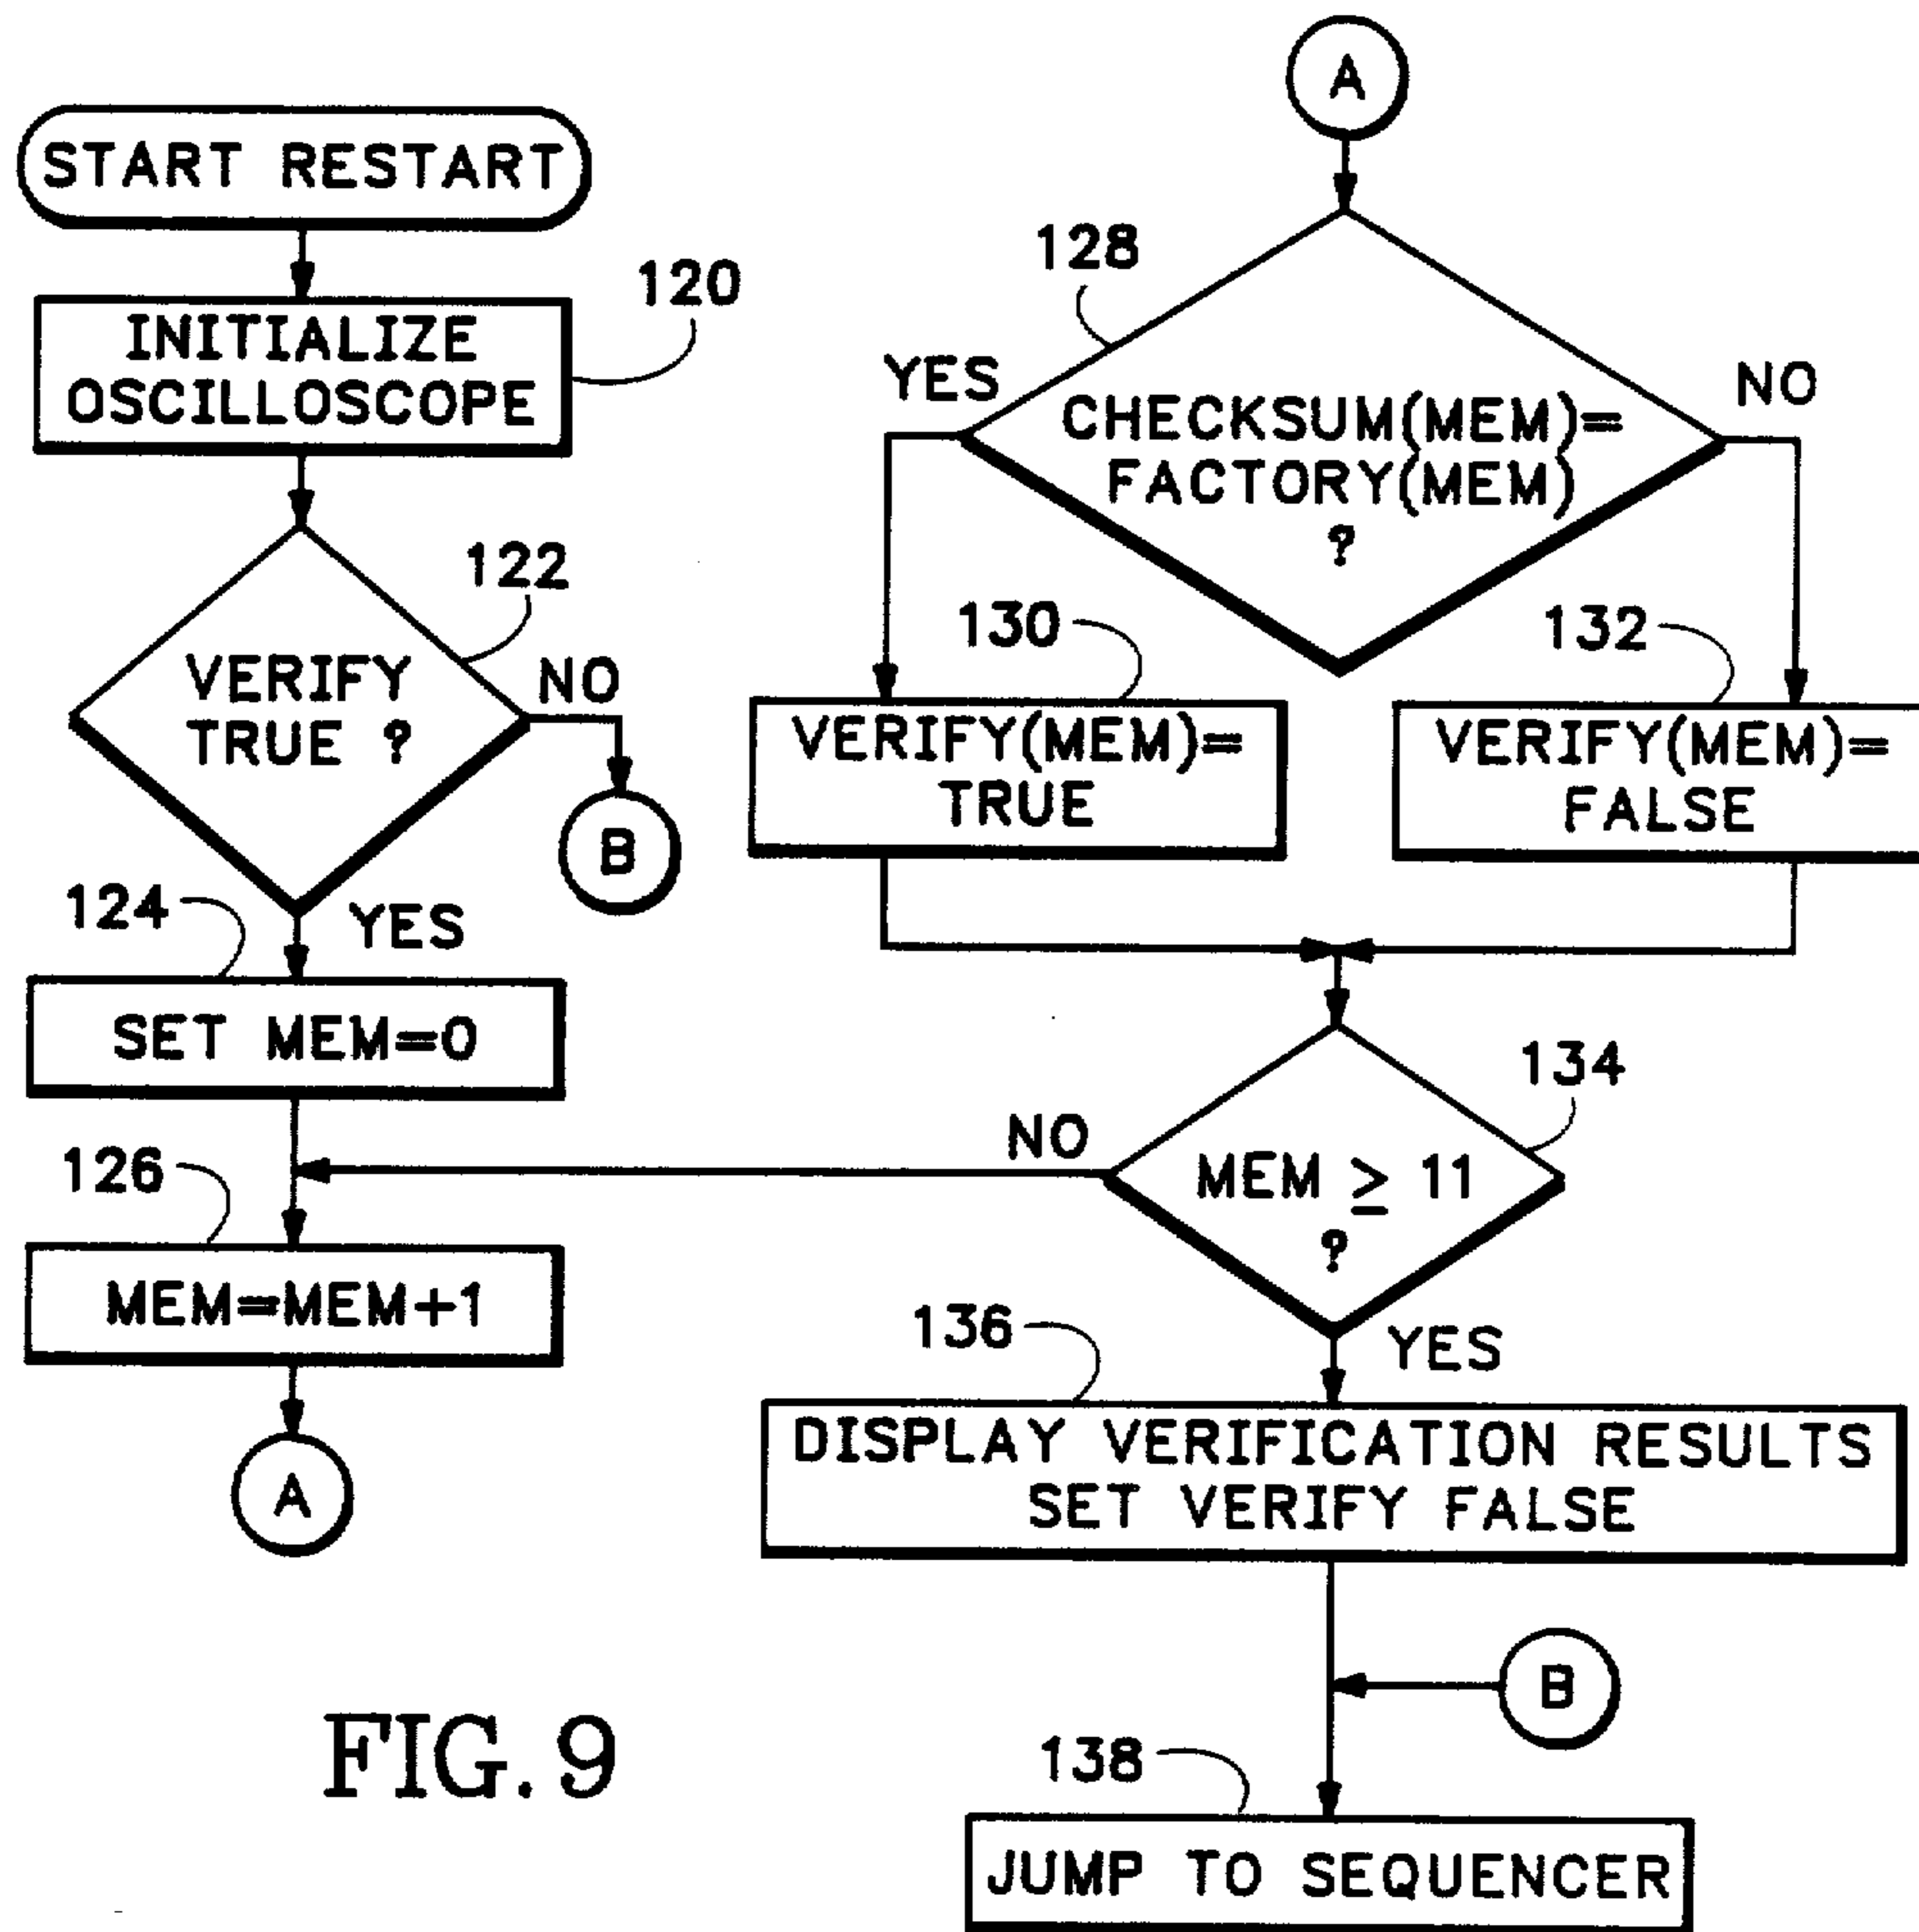 START RESTART
120
INITIALIZE
OSCILLOSCOPE
122
VERIFY
TRUE ?
NO
B
YES
124
SET MEM=0
126
MEM=MEM+1
A
A
128
YES
NO
CHECKSUM(MEM)=
FACTORY(MEM)
?
130
VERIFY(MEM)=
TRUE
132
VERIFY(MEM)=
FALSE
134
NO
MEM ≥ 11
?
YES
136
DISPLAY VERIFICATION RESULTS
SET VERIFY FALSE
B
138
JUMP TO SEQUENCER
FIG. 9